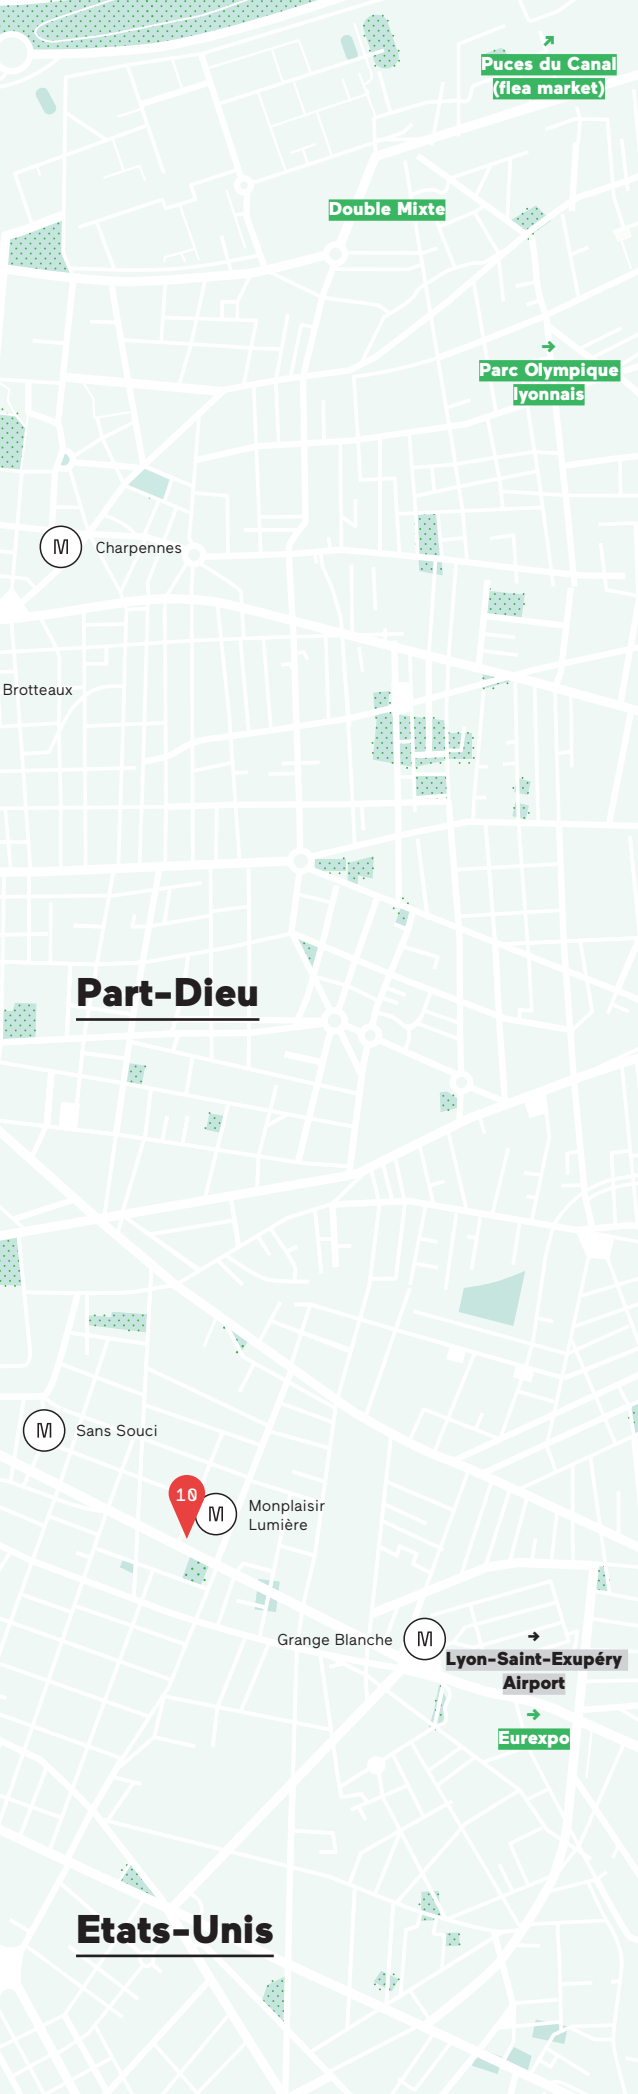 ➔
Puces du Canal
(flea market)
Double Mixte
➔
Parc Olympique
lyonnais
M Charpennes
Brotteaux
Part-Dieu
M Sans Souci
10
M Monplaisir
Lumière
Grange Blanche M
➔
Lyon-Saint-Exupéry
Airport
➔
Eurexpo
Etats-Unis